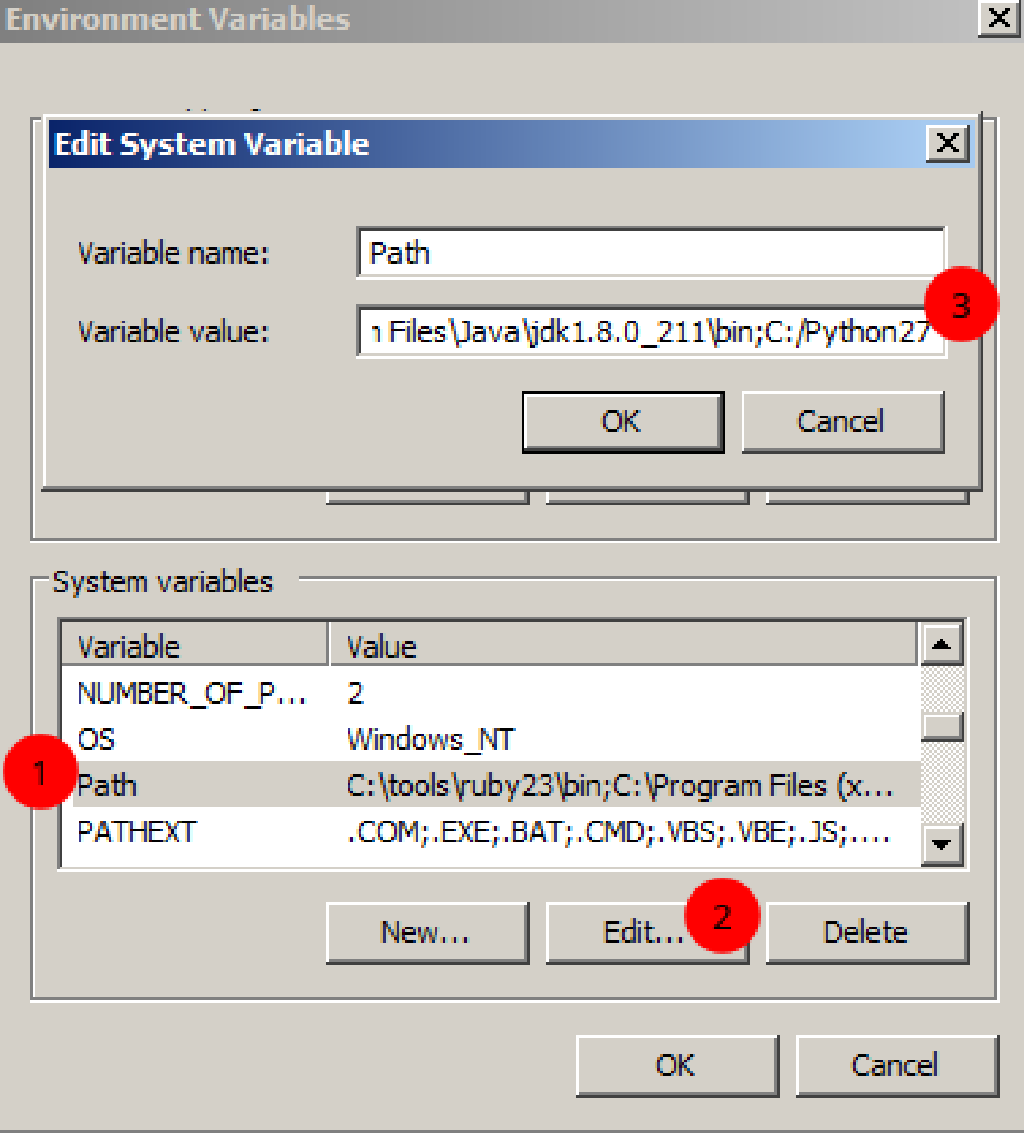 Environment Variables
Edit System Variable
Variable name: Path
3
Variable value: n Files\Java\jdk1.8.0_211\bin;C:/Python27
OK Cancel
System variables
Variable Value
NUMBER_OF_P... 2
OS Windows_NT
1
Path C:\tools\ruby23\bin;C:\Program Files (x...
PATHEXT .COM;.EXE;.BAT;.CMD;.VBS;.VBE;.JS;....
New... Edit... 2 Delete
OK Cancel